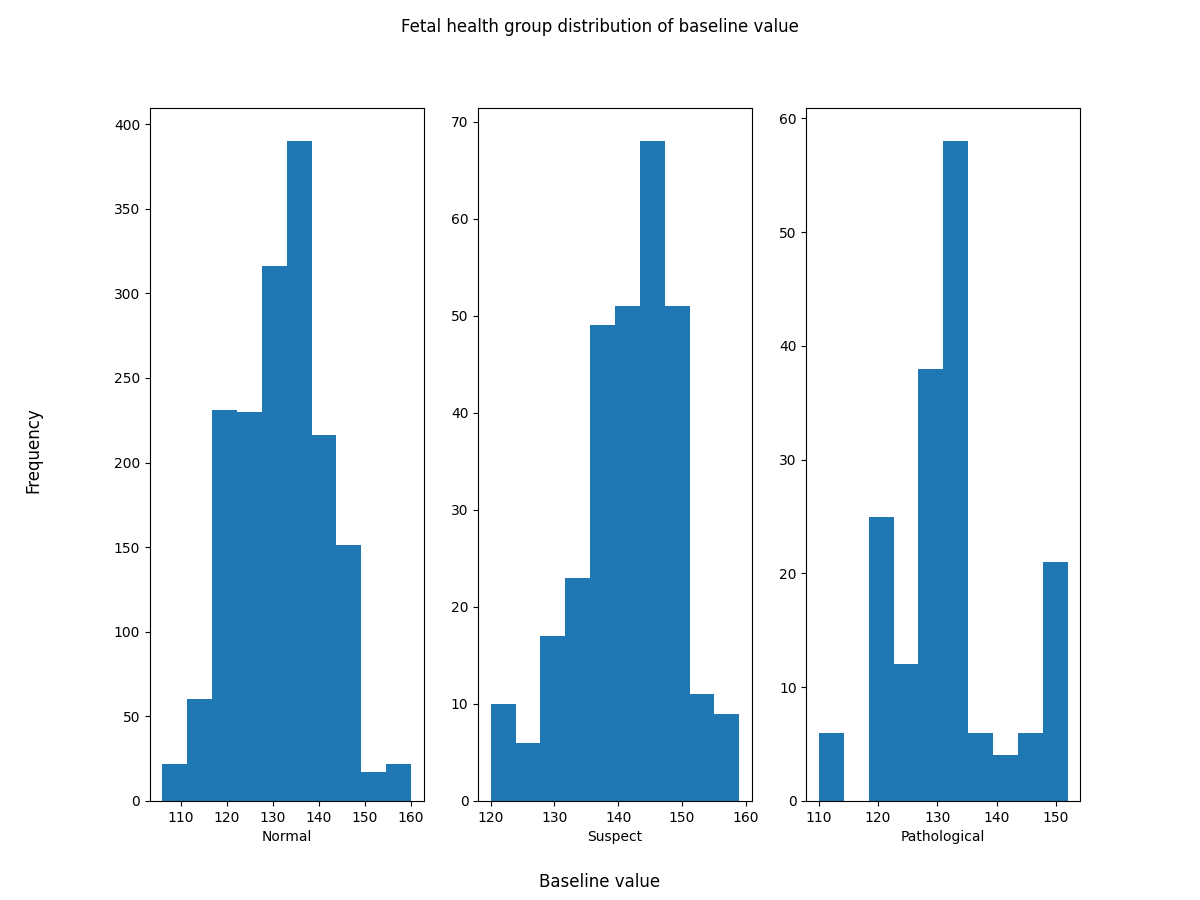 Fetal health group distribution of baseline value
Frequency
400
350
300
250
200
150
100
50
0
110 120 130 140 150 160
Normal
70
60
50
40
30
20
10
0
120 130 140 150 160
Suspect
60
50
40
30
20
10
0
110 120 130 140 150
Pathological
Baseline value